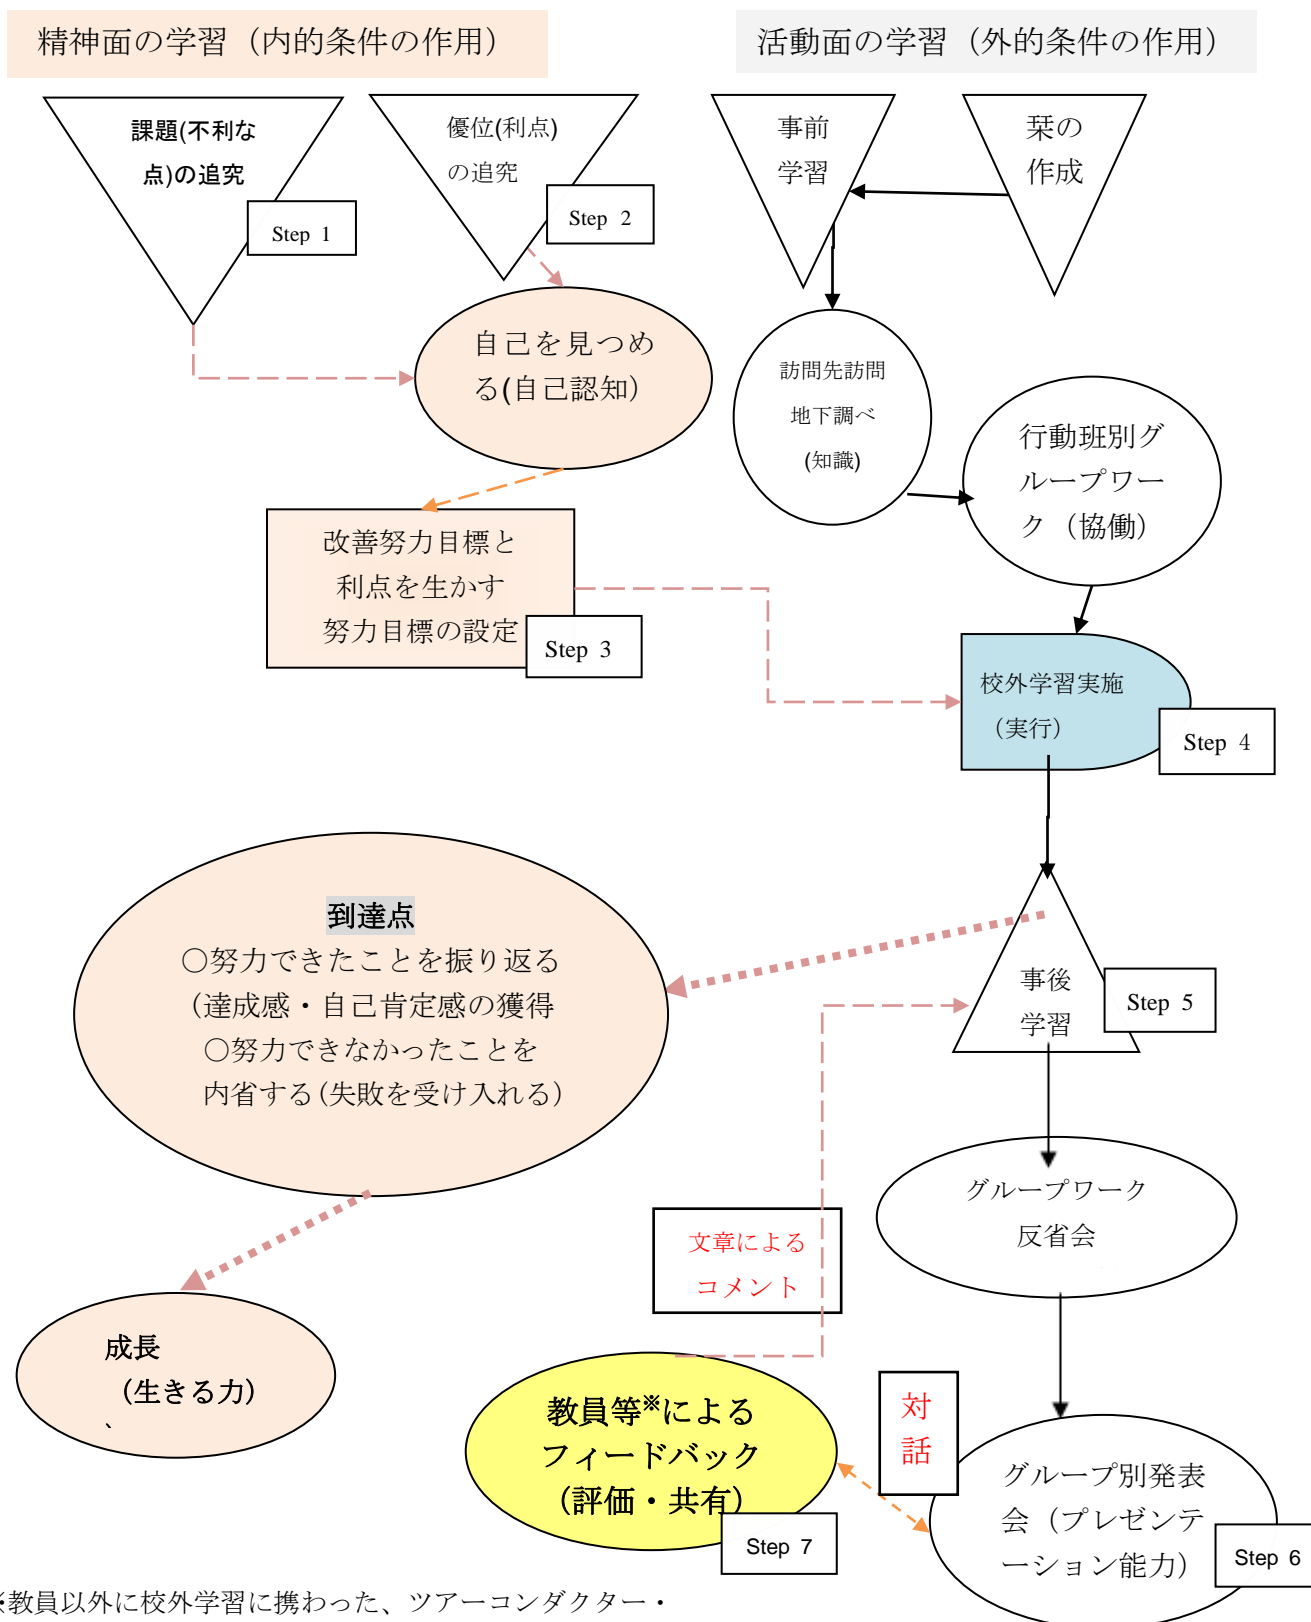 精神面の学習（内的条件の作用）
活動面の学習（外的条件の作用）
課題(不利な
点)の追究
Step 1
優位(利点)
の追究
Step 2
事前
学習
栞の
作成
自己を見つめ
る(自己認知）
訪問先訪問
地下調べ
(知識)
行動班別グ
ループワー
ク（協働）
改善努力目標と
利点を生かす
努力目標の設定
Step 3
校外学習実施
（実行）
Step 4
到達点
○努力できたことを振り返る
（達成感・自己肯定感の獲得
○努力できなかったことを
内省する（失敗を受け入れる）
事後
学習
Step 5
グループワーク
反省会
文章による
コメント
成長
（生きる力）
、
教員等※による
フィードバック
（評価・共有）
Step 7
対
話
グループ別発表
会（プレゼンテ
ーション能力）
Step 6
※教員以外に校外学習に携わった、ツアーコンダクター・